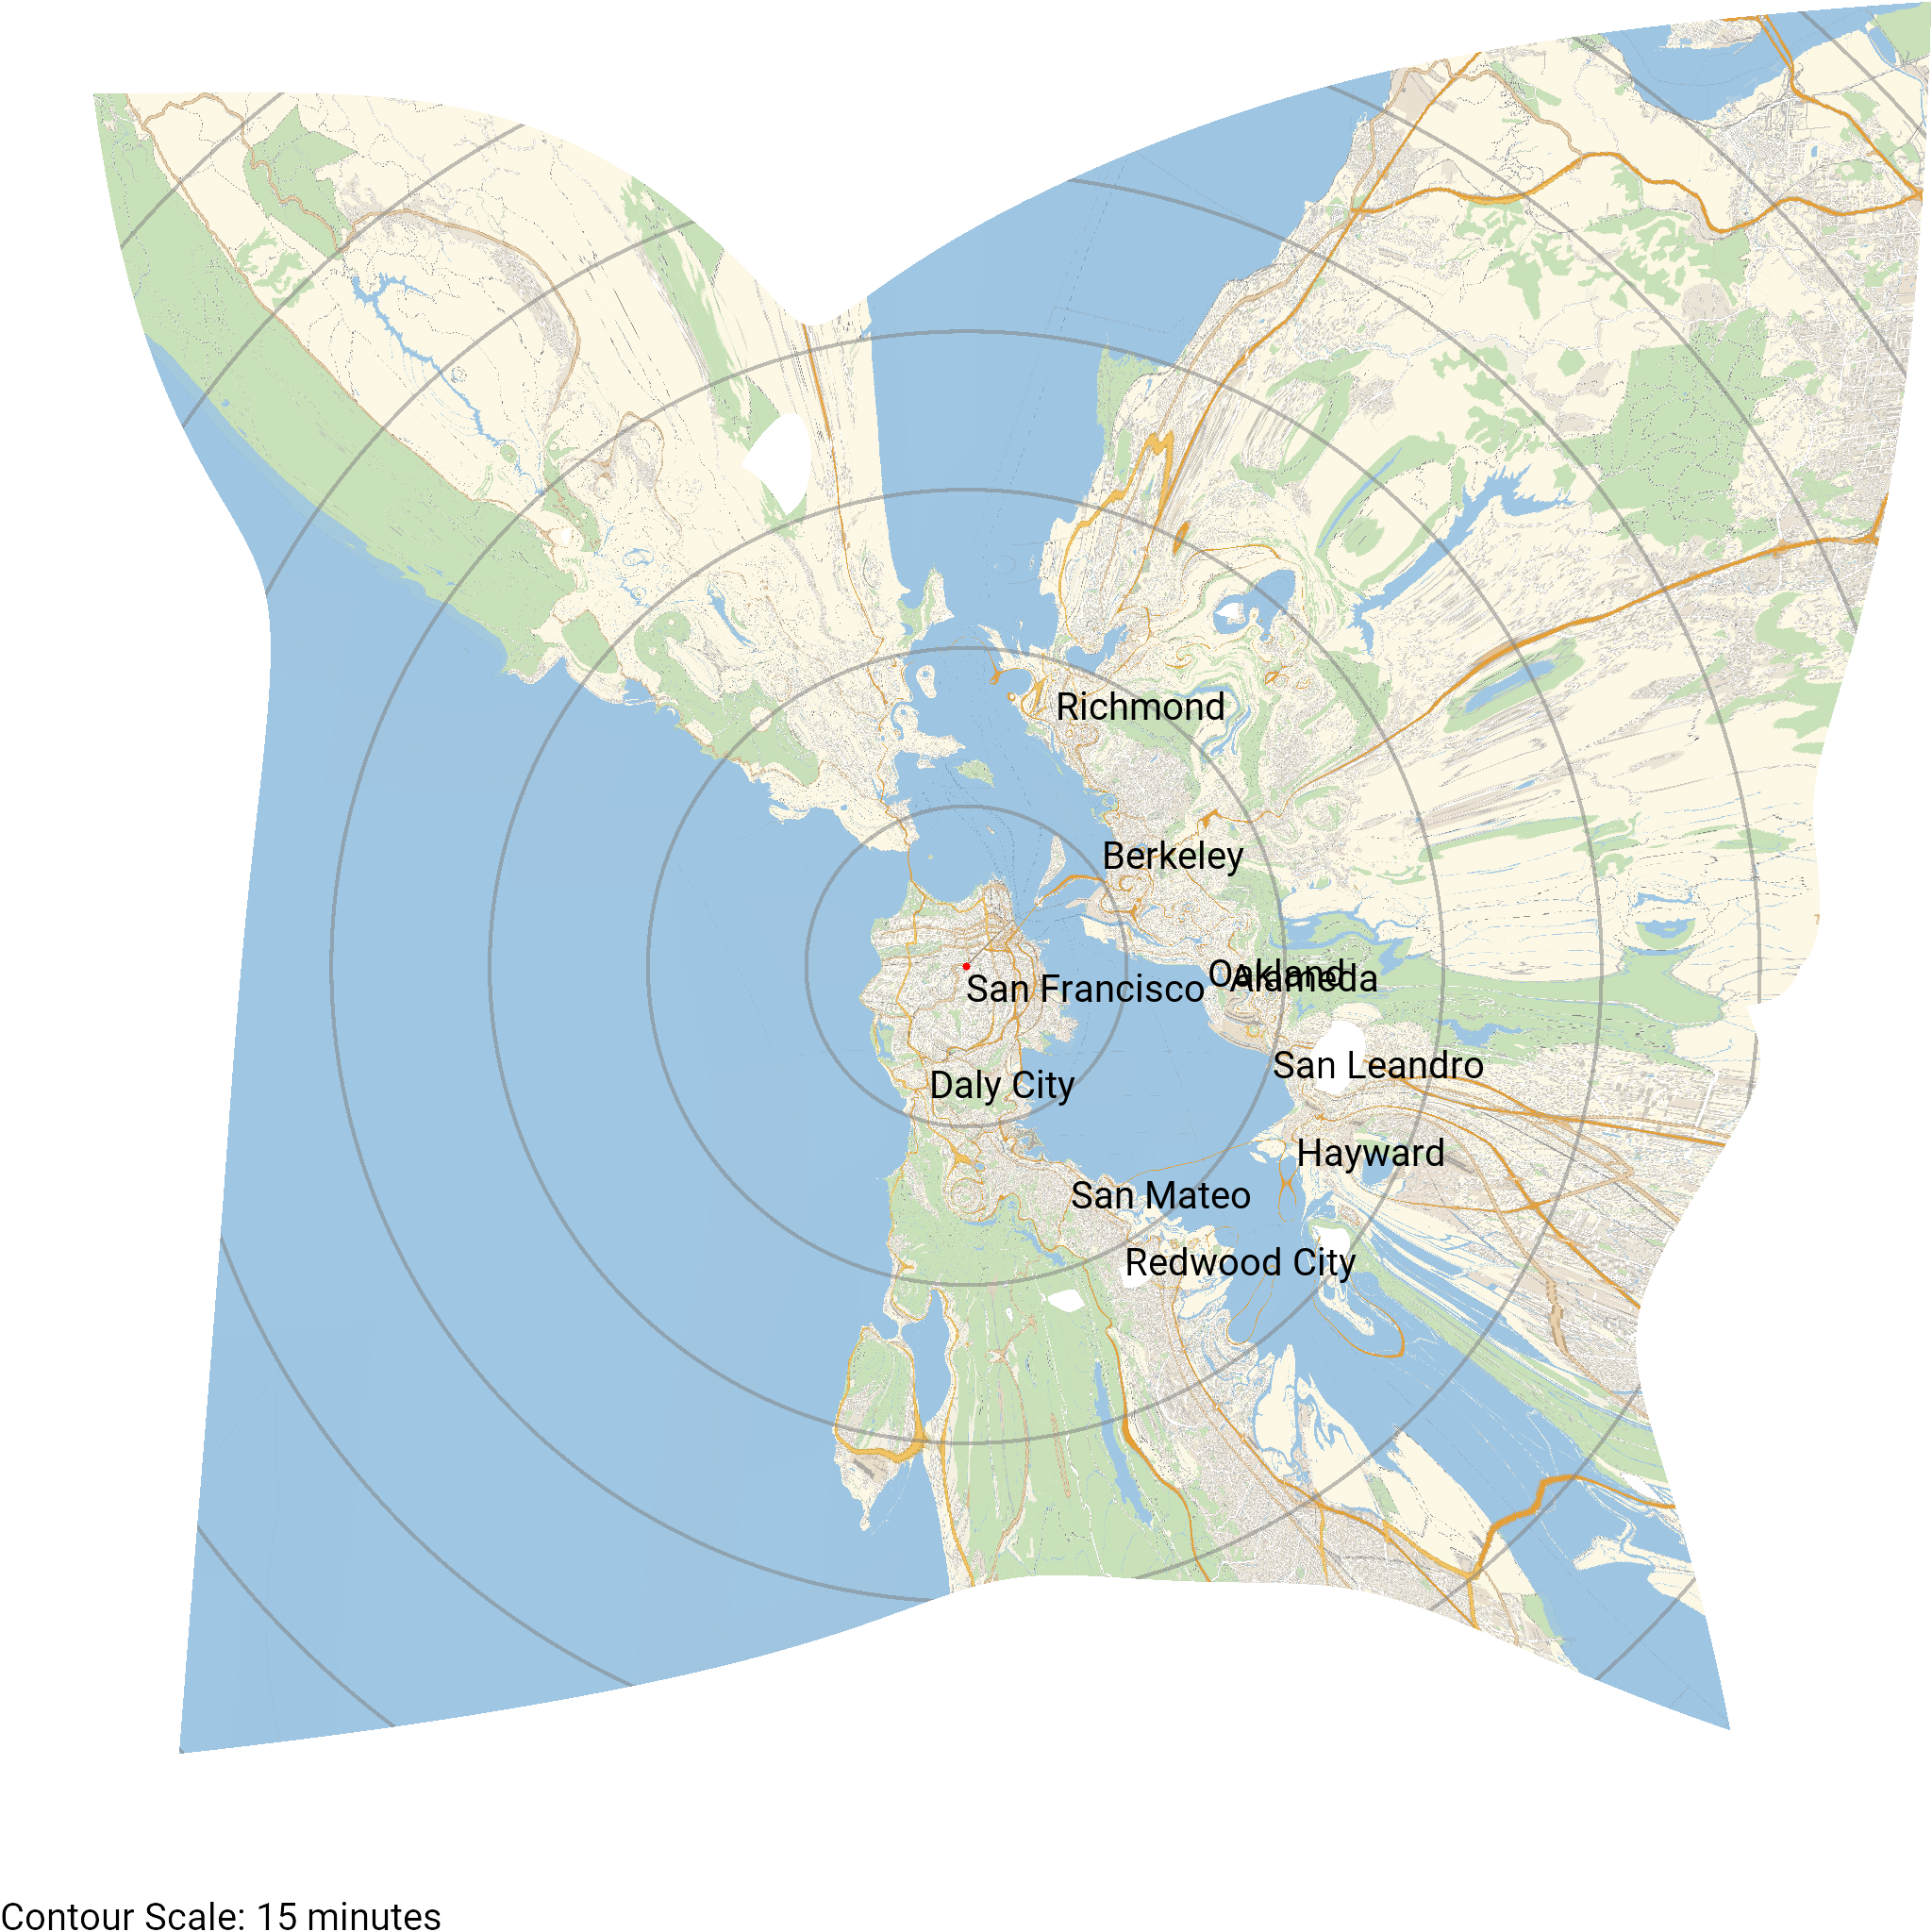 Richmond
Berkeley
Oakland
Alameda
San Francisco
San Leandro
Daly City
Hayward
San Mateo
Redwood City
Contour Scale: 15 minutes